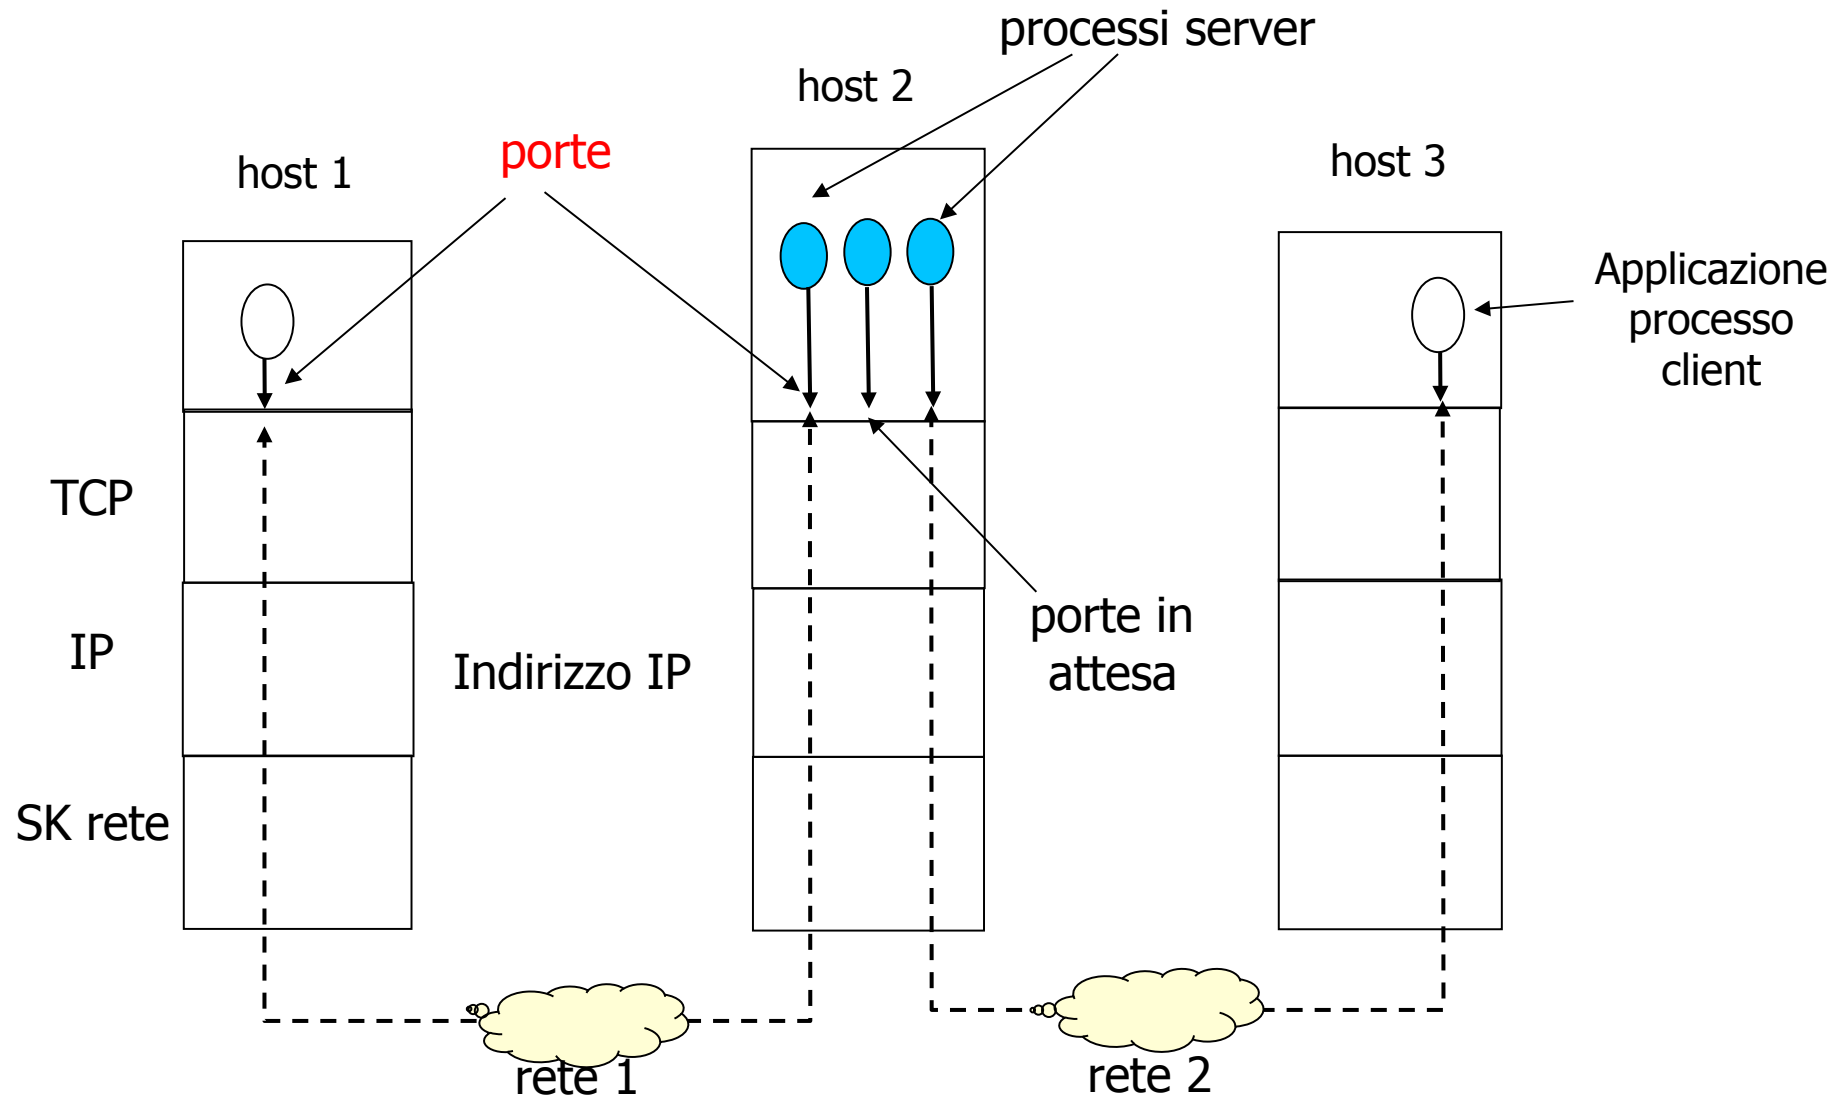 processi server
host 2
porte
host 1
host 3
Applicazione
processo
client
TCP
porte in
attesa
IP
Indirizzo IP
SK rete
rete 1
rete 2